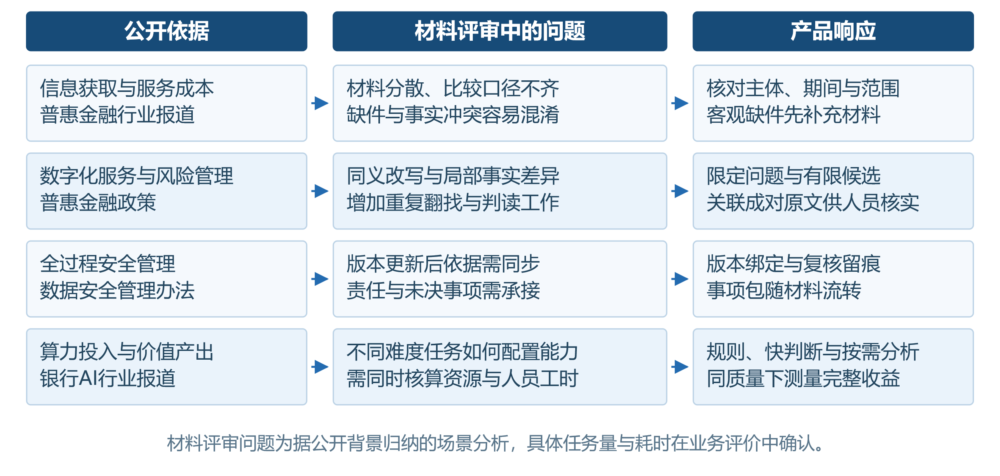 公开依据
材料评审中的问题
产品响应
信息获取与服务成本
普惠金融行业报道
材料分散、比较口径不齐
缺件与事实冲突容易混淆
核对主体、期间与范围
客观缺件先补充材料
数字化服务与风险管理
普惠金融政策
同义改写与局部事实差异
增加重复翻找与判读工作
限定问题与有限候选
关联成对原文供人员核实
全过程安全管理
数据安全管理办法
版本更新后依据需同步
责任与未决事项需承接
版本绑定与复核留痕
事项包随材料流转
算力投入与价值产出
银行AI行业报道
不同难度任务如何配置能力
需同时核算资源与人员工时
规则、快判断与按需分析
同质量下测量完整收益
材料评审问题为据公开背景归纳的场景分析，具体任务量与耗时在业务评价中确认。